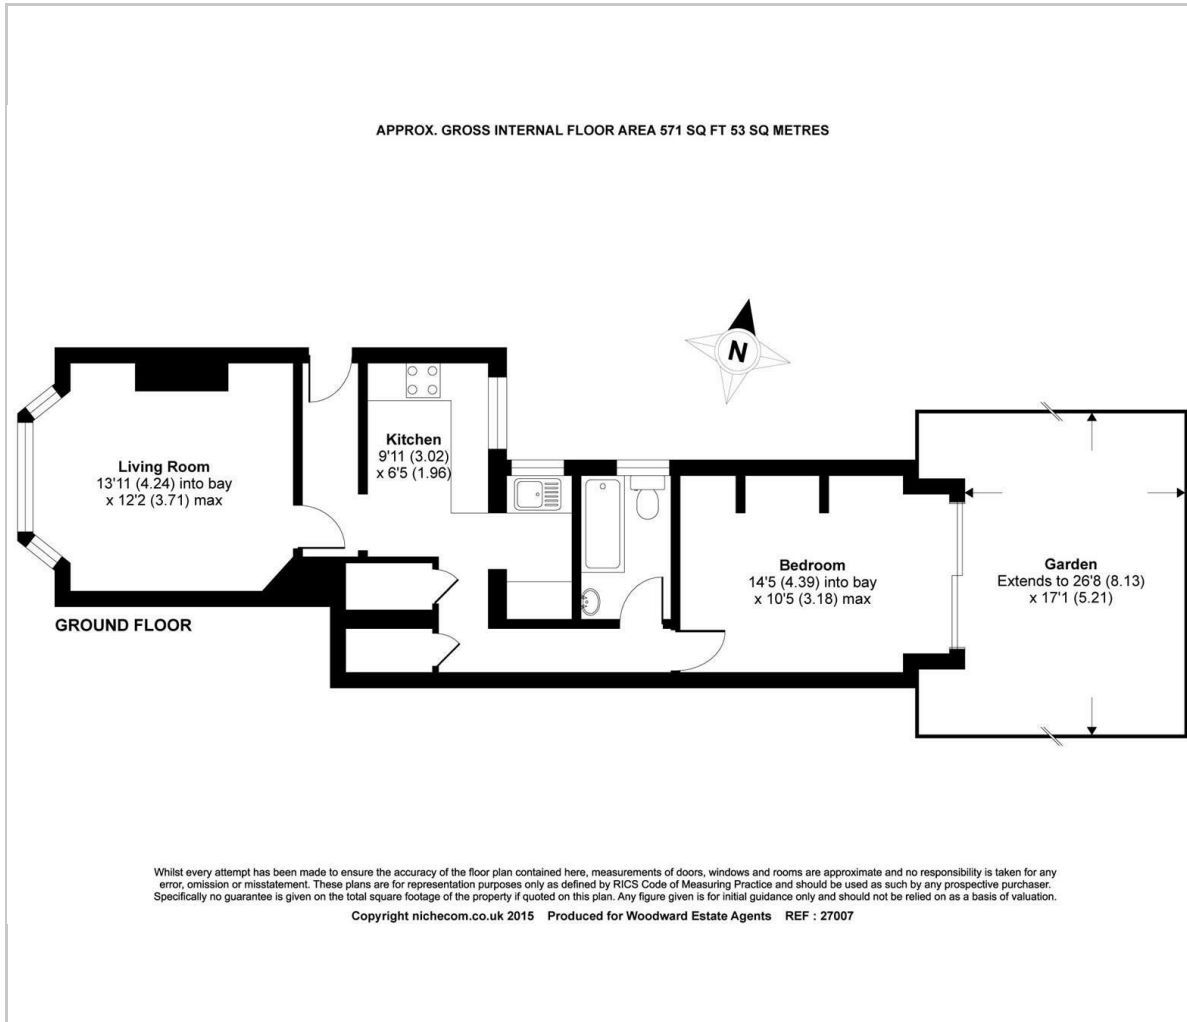 APPROX. GROSS INTERNAL FLOOR AREA 571 SQ FT 53 SQ METRES
N
Living Room
13'11 (4.24) into bay
x 12'2 (3.71) max
Kitchen
9'11 (3.02)
x 6'5 (1.96)
Bedroom
14'5 (4.39) into bay
x 10'5 (3.18) max
Garden
Extends to 26'8 (8.13)
x 17'1 (5.21)
GROUND FLOOR
Whilst every attempt has been made to ensure the accuracy of the floor plan contained here, measurements of doors, windows and rooms are approximate and no responsibility is taken for any
error, omission or misstatement. These plans are for representation purposes only as defined by RICS Code of Measuring Practice and should be used as such by any prospective purchaser.
Specifically no guarantee is given on the total square footage of the property if quoted on this plan. Any figure given is for initial guidance only and should not be relied on as a basis of valuation.
Copyright nichecom.co.uk 2015 Produced for Woodward Estate Agents REF : 27007